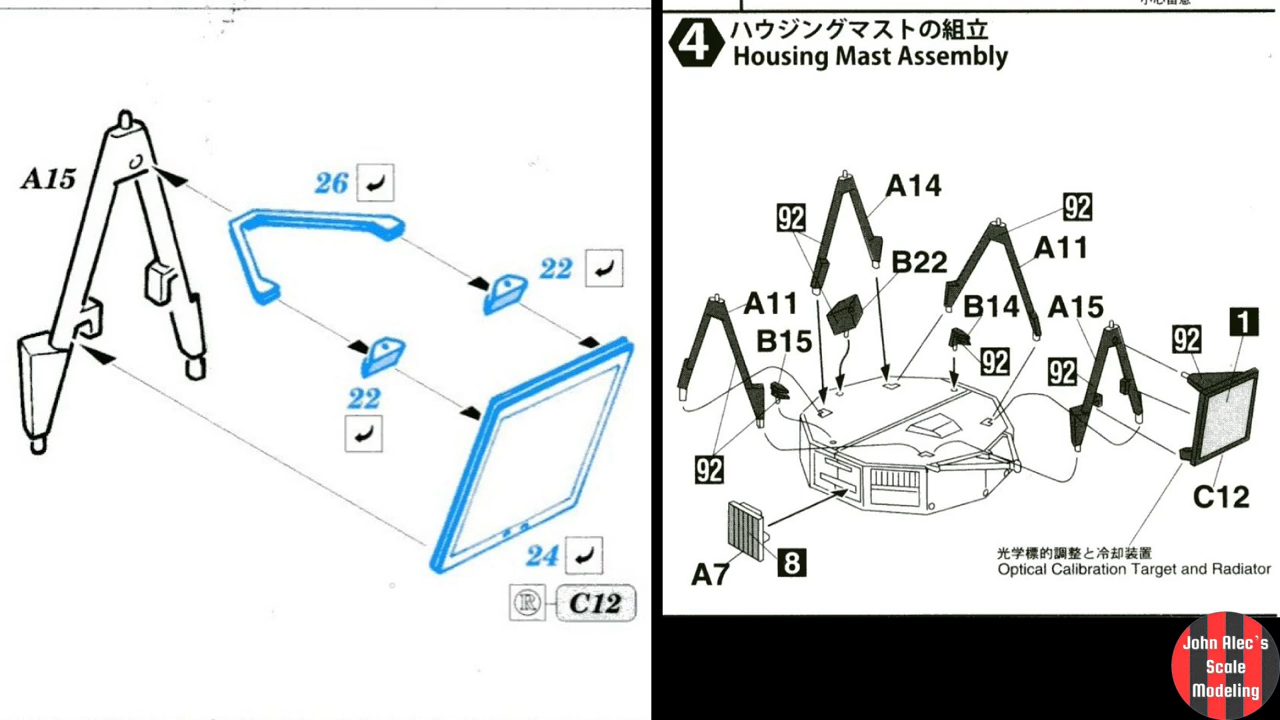 A15
26
22
22
24
R
C12
4
ハウジングマストの組立
Housing Mast Assembly
A14
92
92
B22
A11
A11
B14
A15
1
B15
92
92
92
92
C12
A7
8
光学標的調整と冷却装置
Optical Calibration Target and Radiator
John Alec's
Scale
Modeling